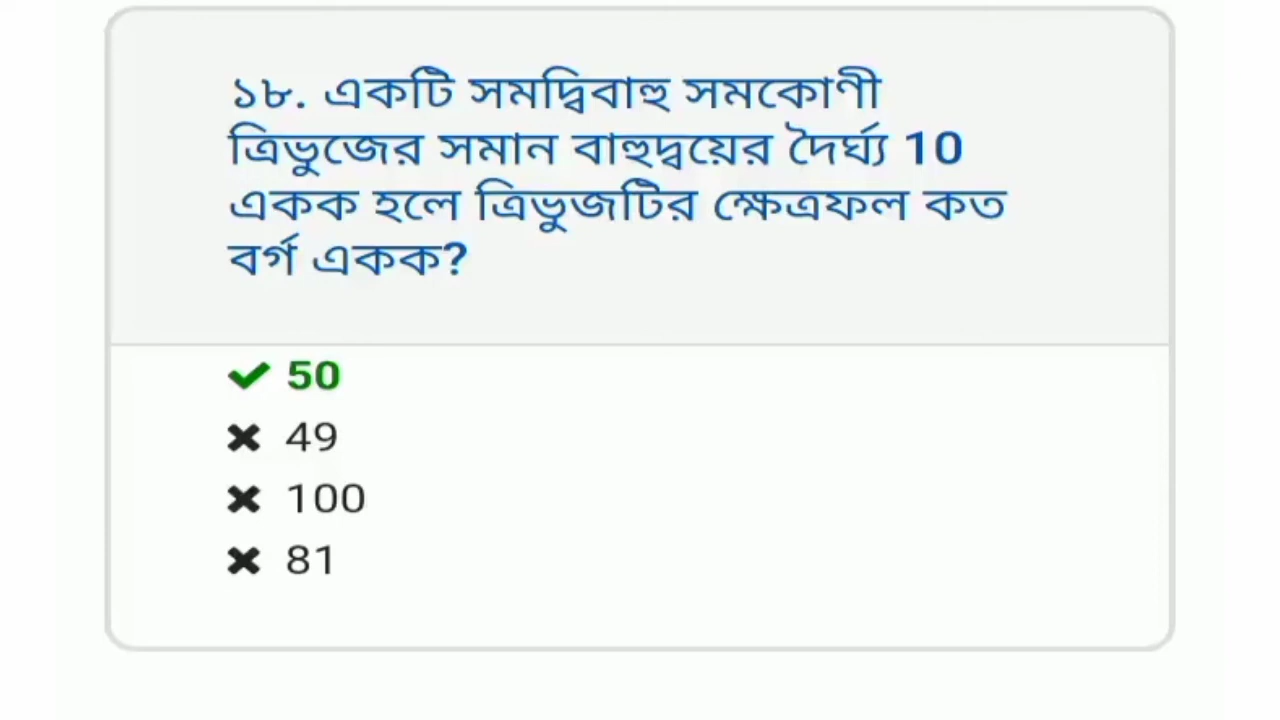 ১৮. একটি সমদ্বিবাহু সমকোণী
ত্রিভুজের সমান বাহুদ্বয়ের দৈর্ঘ্য 10
একক হলে ত্রিভুজটির ক্ষেত্রফল কত
বর্গ একক?
✔ 50
✖ 49
✖ 100
✖ 81